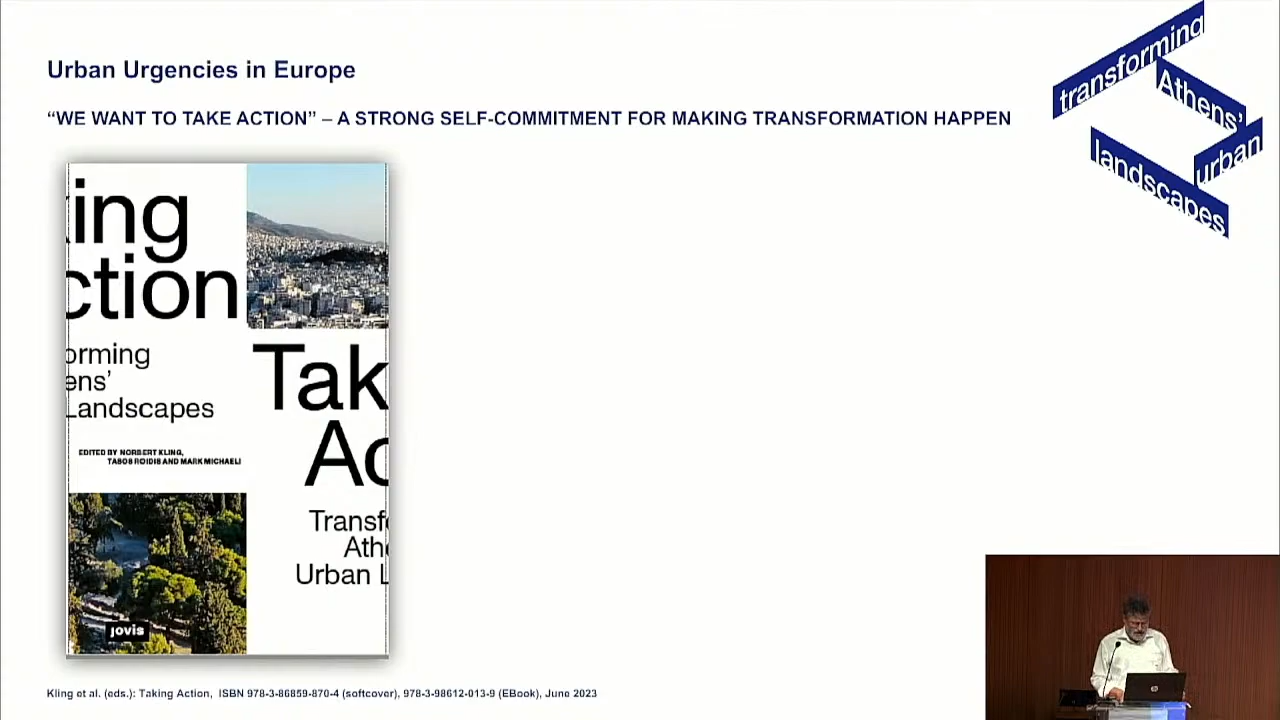 Urban Urgencies in Europe
“WE WANT TO TAKE ACTION” – A STRONG SELF-COMMITMENT FOR MAKING TRANSFORMATION HAPPEN
transforming
Athens’
urban
landscapes
king
ction
orming
ens’
Landscapes
EDITED BY NORBERT KLING,
TASOS ROIDIS AND MARK MICHAELI
Tak
Ac
Transfo
Athe
Urban L
jovis
Kling et al. (eds.): Taking Action, ISBN 978-3-86859-870-4 (softcover), 978-3-98612-013-9 (EBook), June 2023